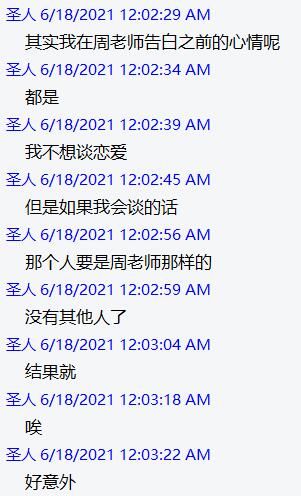 圣人 6/18/2021 12:02:29 AM
其实我在周老师告白之前的心情呢
圣人 6/18/2021 12:02:34 AM
都是
圣人 6/18/2021 12:02:39 AM
我不想谈恋爱
圣人 6/18/2021 12:02:45 AM
但是如果我会谈的话
圣人 6/18/2021 12:02:56 AM
那个人要是周老师那样的
圣人 6/18/2021 12:02:59 AM
没有其他人了
圣人 6/18/2021 12:03:04 AM
结果就
圣人 6/18/2021 12:03:18 AM
唉
圣人 6/18/2021 12:03:22 AM
好意外